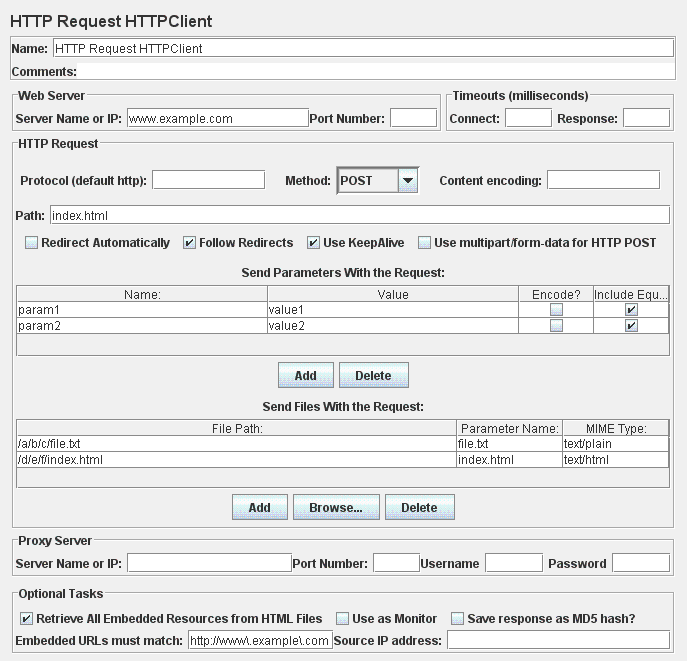 HTTP Request HTTPClient
Name: HTTP Request HTTPClient
Comments:
Web Server
Timeouts (milliseconds)
Server Name or IP: www.example.com Port Number:
Connect: Response:
HTTP Request
Protocol (default http): Method: POST Content encoding:
Path: index.html
Redirect Automatically Follow Redirects Use KeepAlive Use multipart/form-data for HTTP POST
Send Parameters With the Request:
Name: Value Encode? Include Equ...
param1 value1
param2 value2
Add Delete
Send Files With the Request:
File Path: Parameter Name: MIME Type:
/a/b/c/file.txt file.txt text/plain
/d/e/f/index.html index.html text/html
Add Browse... Delete
Proxy Server
Server Name or IP: Port Number: Username Password
Optional Tasks
Retrieve All Embedded Resources from HTML Files Use as Monitor Save response as MD5 hash?
Embedded URLs must match: http://www\.example\.com Source IP address: